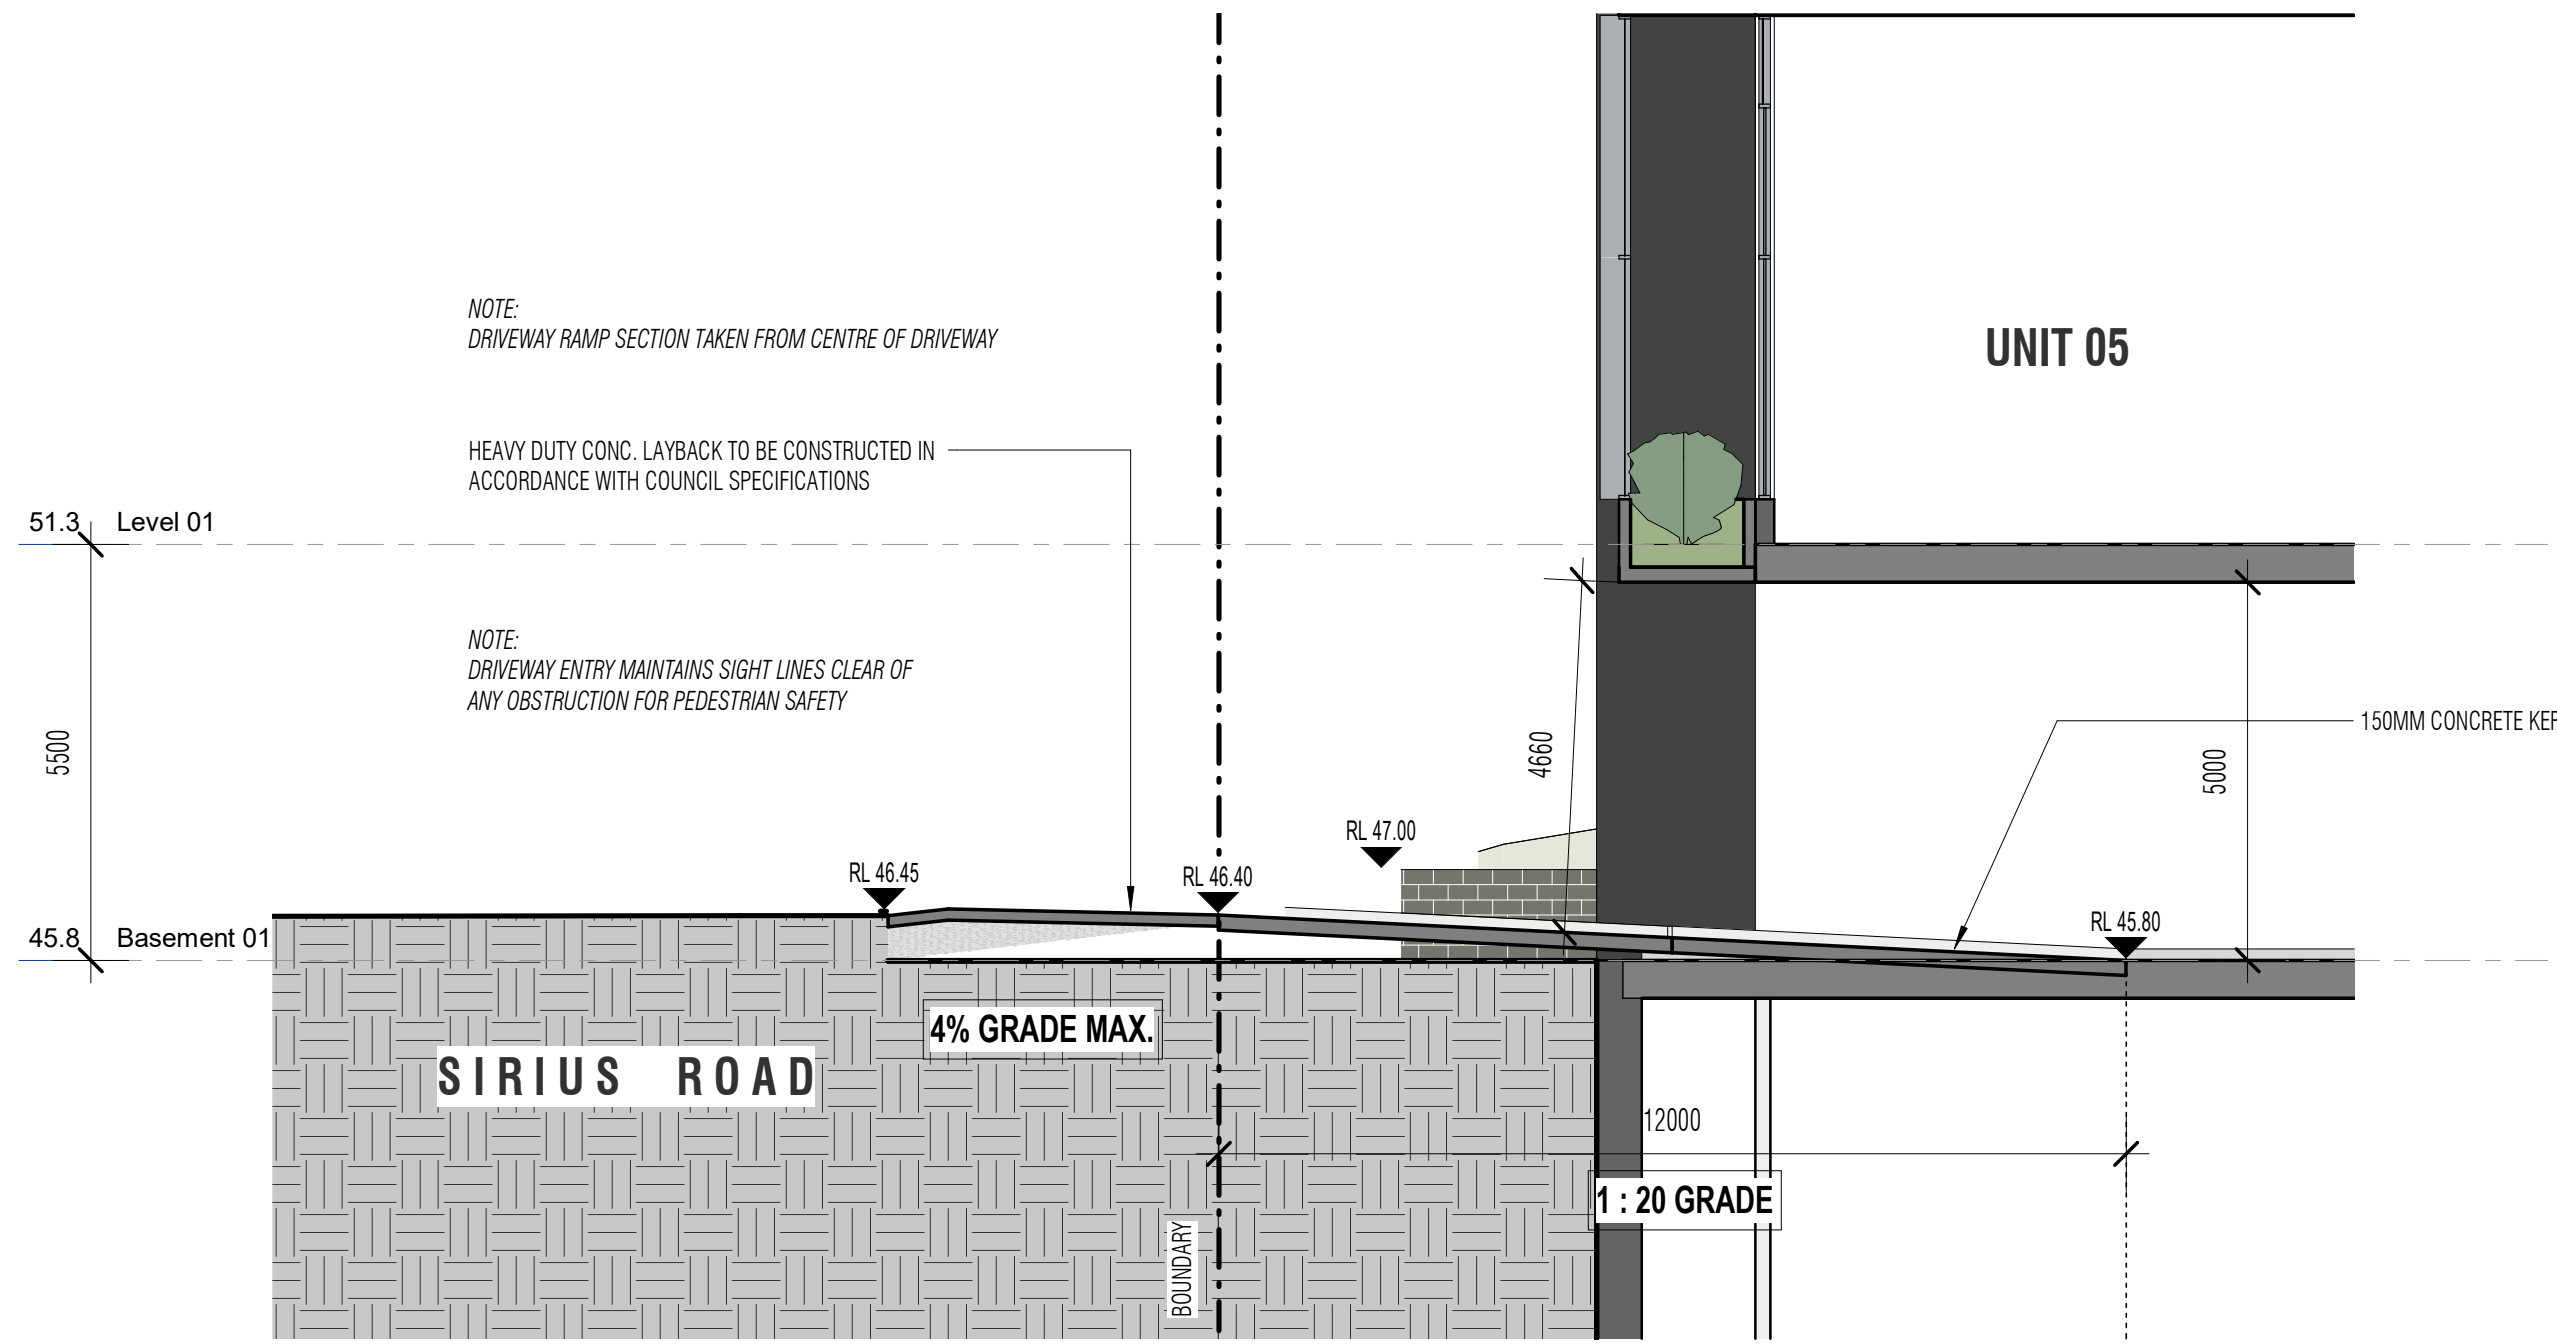 NOTE:
DRIVEWAY RAMP SECTION TAKEN FROM CENTRE OF DRIVEWAY
UNIT 05
HEAVY DUTY CONC. LAYBACK TO BE CONSTRUCTED IN
ACCORDANCE WITH COUNCIL SPECIFICATIONS
51.3 Level 01
NOTE:
DRIVEWAY ENTRY MAINTAINS SIGHT LINES CLEAR OF
ANY OBSTRUCTION FOR PEDESTRIAN SAFETY
5500
4660
5000
150MM CONCRETE
RL 47.00
RL 46.45
RL 46.40
RL 45.80
45.8 Basement 01
4% GRADE MAX.
SIRIUS ROAD
12000
1 : 20 GRADE
BOUNDARY